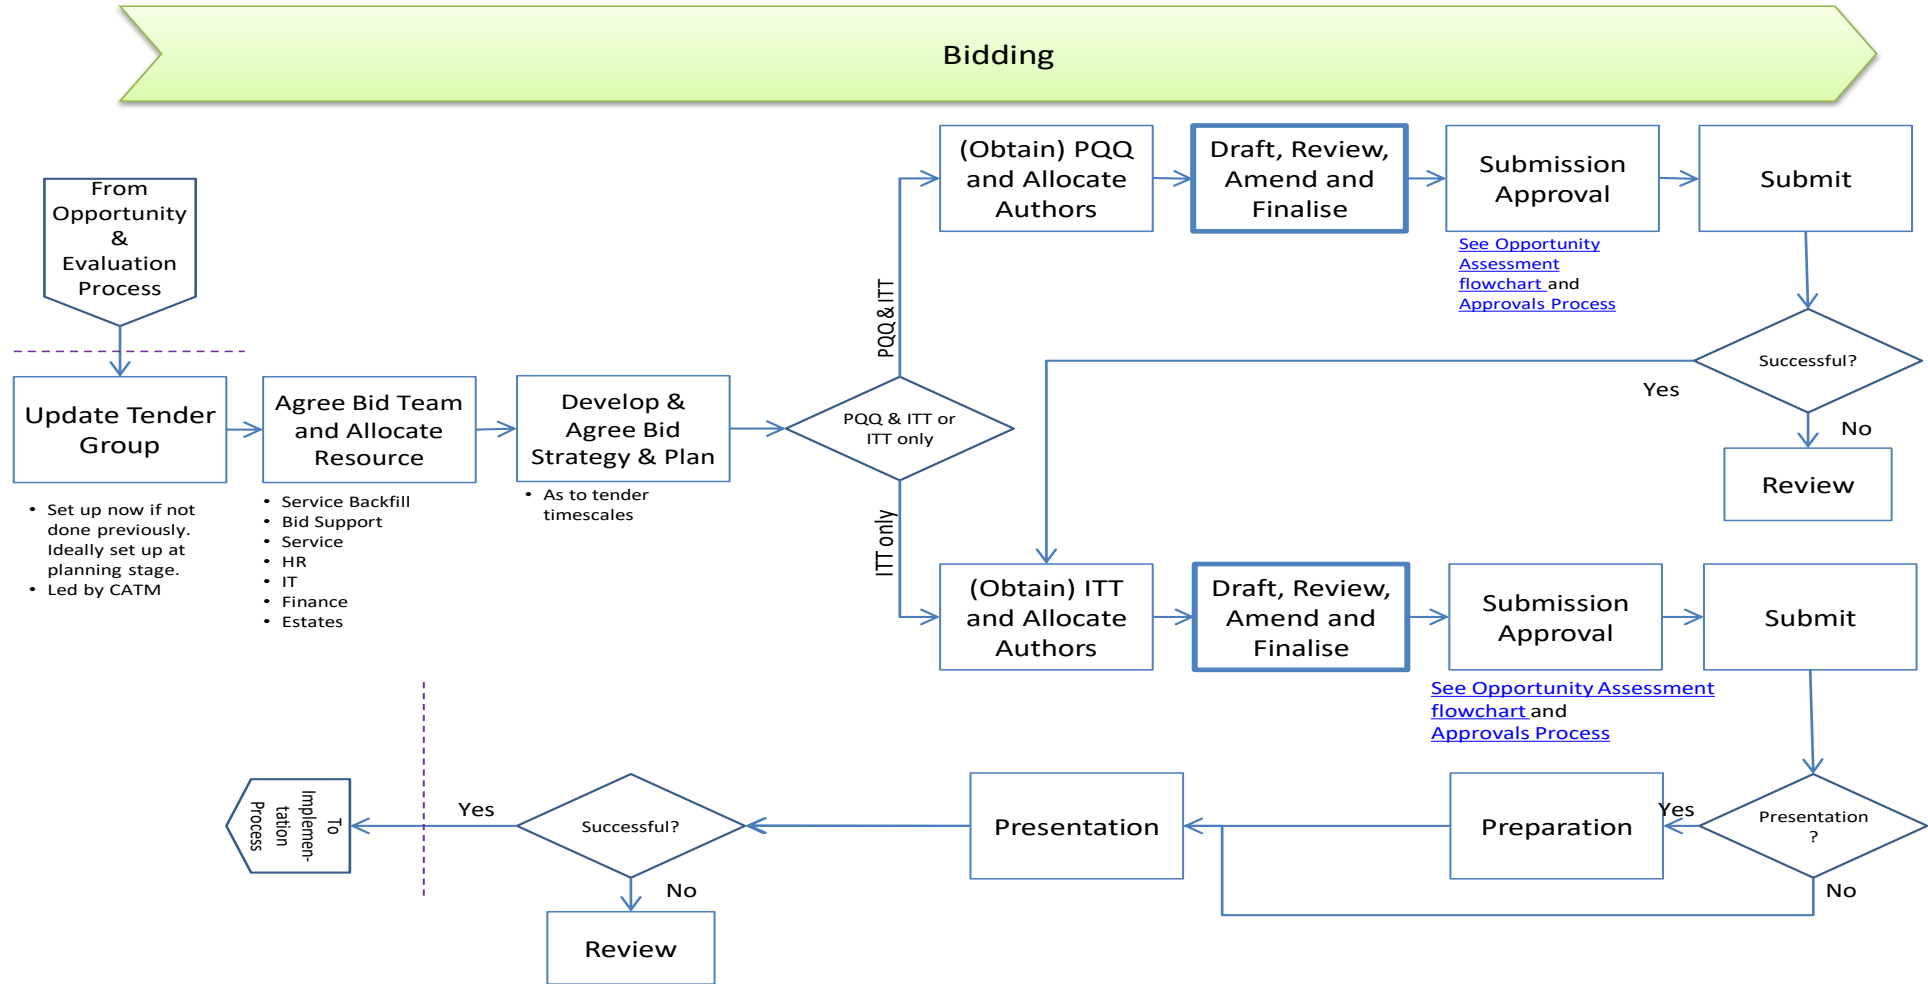 Bidding
From
Opportunity
&
Evaluation
Process
(Obtain) PQQ
and Allocate
Authors
Draft, Review,
Amend and
Finalise
Submission
Approval
Submit
See Opportunity
Assessment
flowchart and
Approvals Process
PQQ & ITT
Successful?
Yes
No
Review
Update Tender
Group
• Set up now if not
done previously.
Ideally set up at
planning stage.
• Led by CATM
Agree Bid Team
and Allocate
Resource
• Service Backfill
• Bid Support
• Service
• HR
• IT
• Finance
• Estates
Develop &
Agree Bid
Strategy & Plan
• As to tender
timescales
PQQ & ITT or
ITT only
ITT only
(Obtain) ITT
and Allocate
Authors
Draft, Review,
Amend and
Finalise
Submission
Approval
Submit
See Opportunity Assessment
flowchart and
Approvals Process
Presentation
?
Yes
No
Preparation
Presentation
Successful?
Yes
No
Review
To
Implemen-
tation
Process